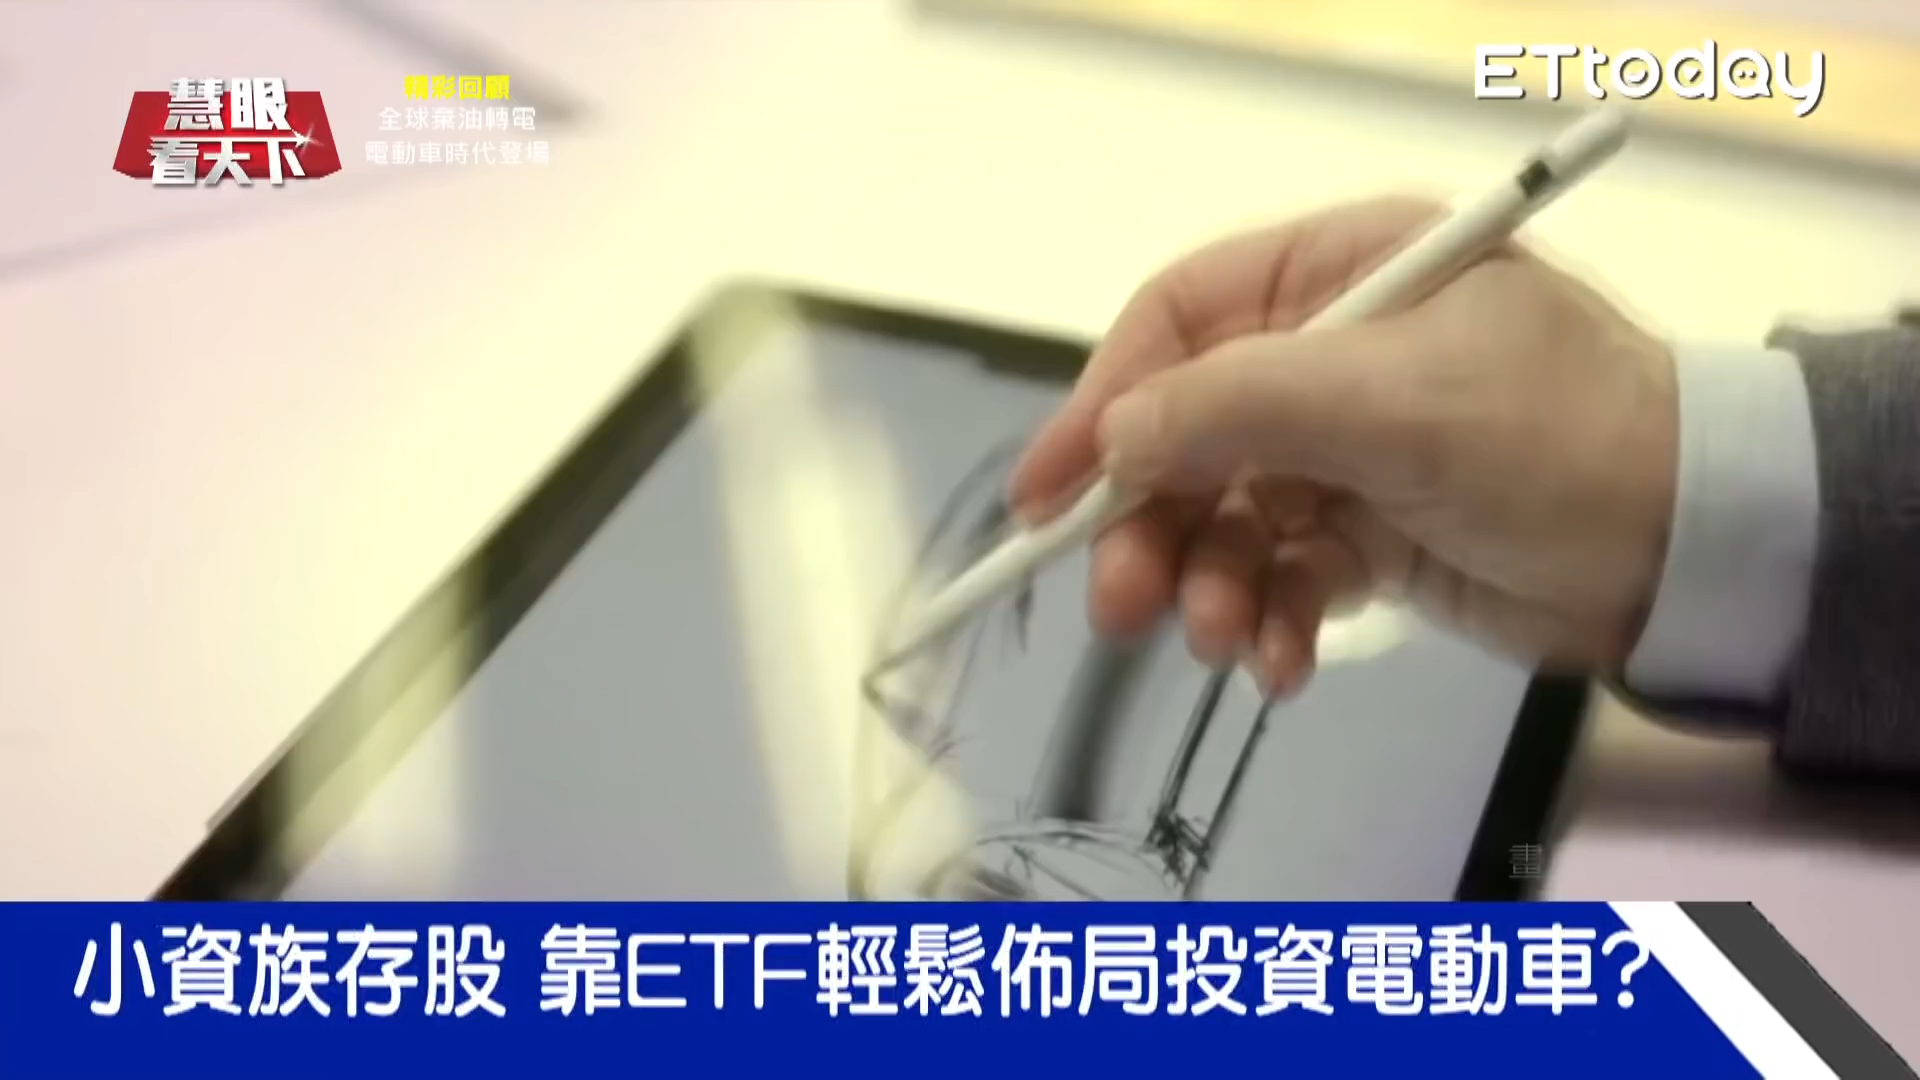 慧眼
看天下
精彩回顧
全球棄油轉電
電動車時代登場
ETtoday
畫
小資族存股 靠ETF輕鬆佈局投資電動車?